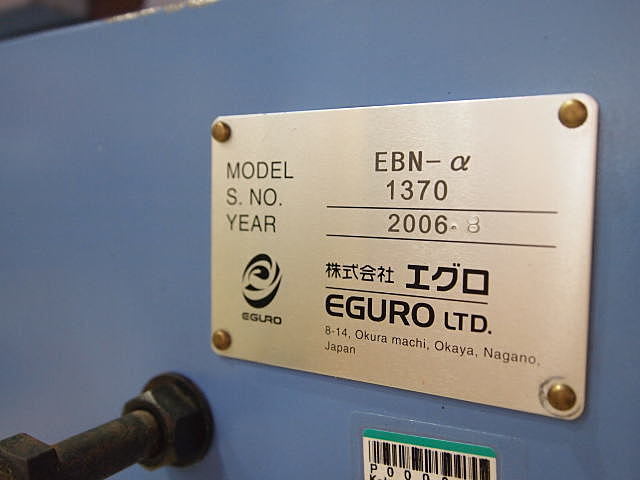 MODEL EBN-α
S. NO. 1370
YEAR 2006.8
EGURO
株式会社 エグロ
EGURO LTD.
8-14, Okura machi, Okaya, Nagano,
Japan